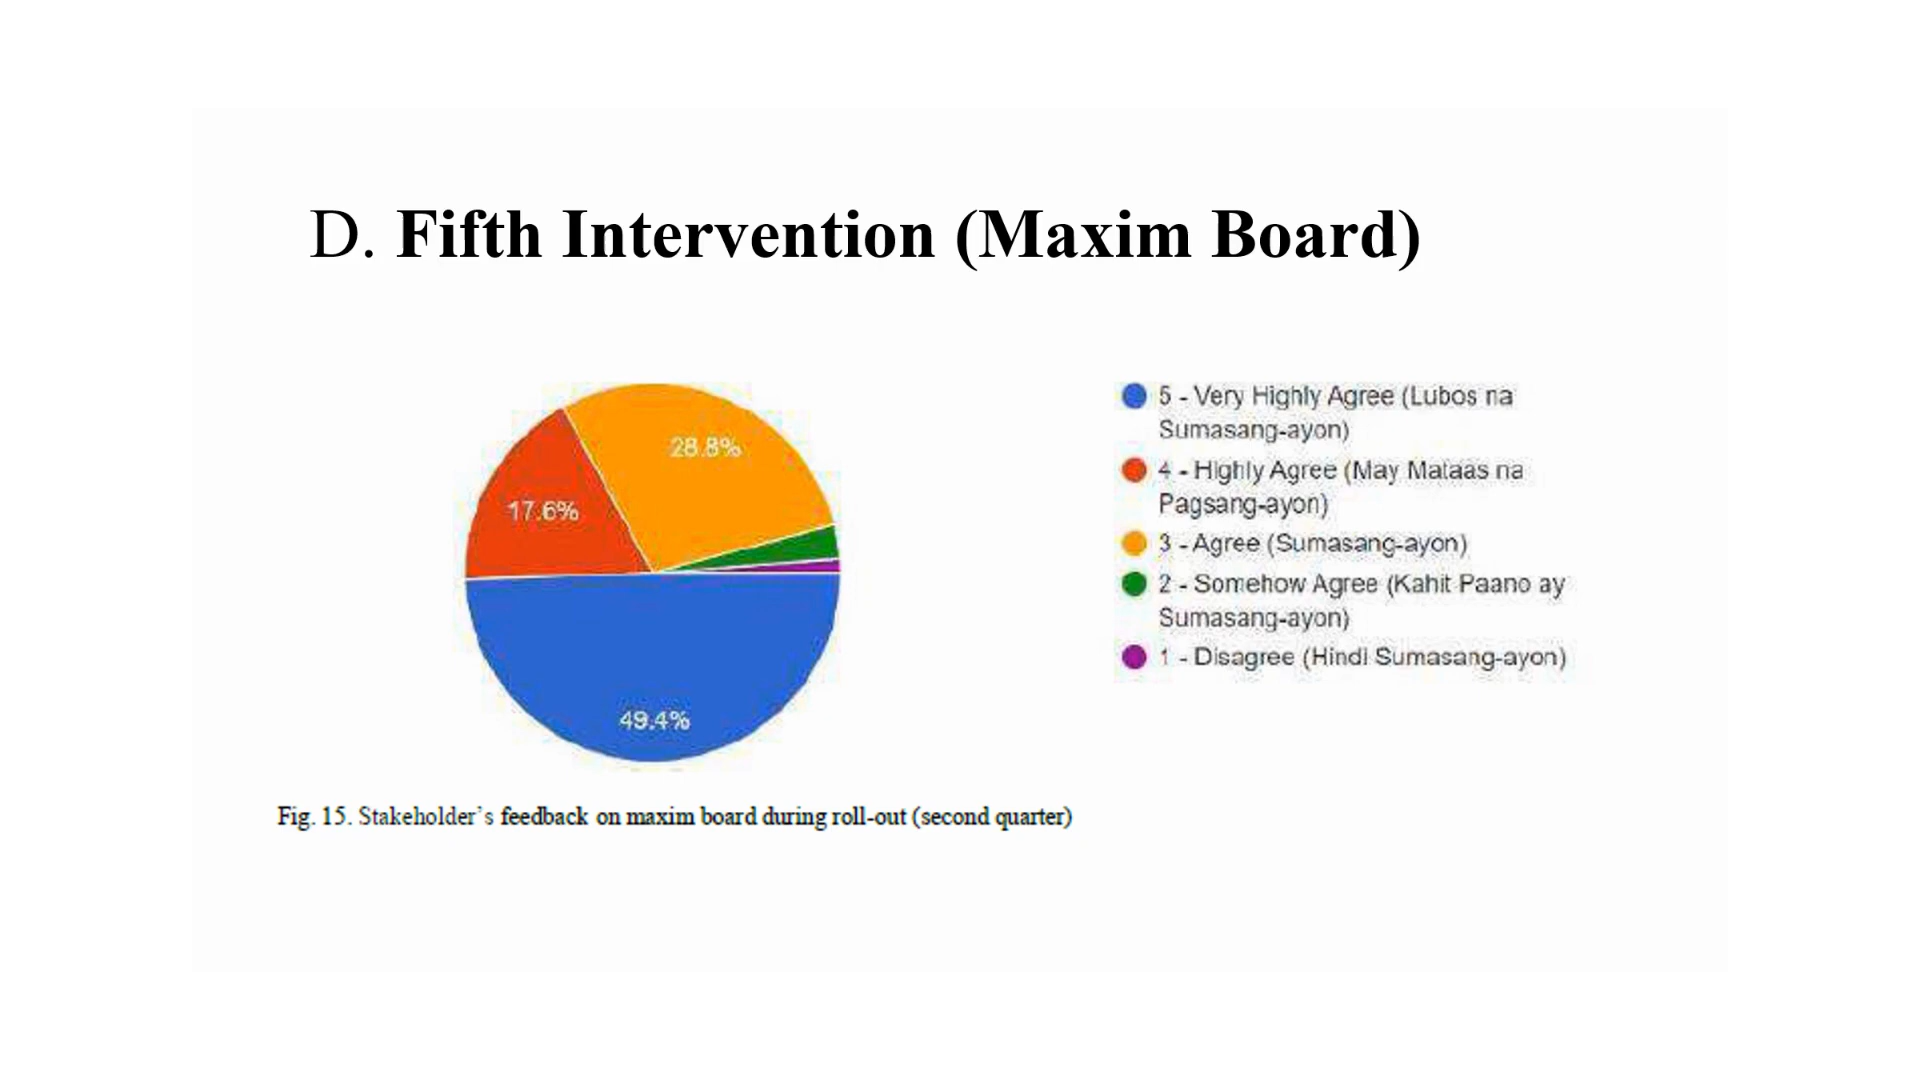 D. Fifth Intervention (Maxim Board)
28.8%
17.6%
49.4%
5 - Very Highly Agree (Lubos na
Sumasang-ayon)
4 - Highly Agree (May Mataas na
Pagsang-ayon)
3 - Agree (Sumasang-ayon)
2 - Somehow Agree (Kahit Paano ay
Sumasang-ayon)
1 - Disagree (Hindi Sumasang-ayon)
Fig. 15. Stakeholder’s feedback on maxim board during roll-out (second quarter)